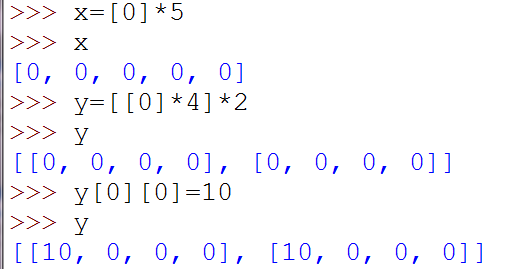 >>> x=[0]*5
>>> x
[0, 0, 0, 0, 0]
>>> y=[[0]*4]*2
>>> y
[[0, 0, 0, 0], [0, 0, 0, 0]]
>>> y[0][0]=10
>>> y
[[10, 0, 0, 0], [10, 0, 0, 0]]